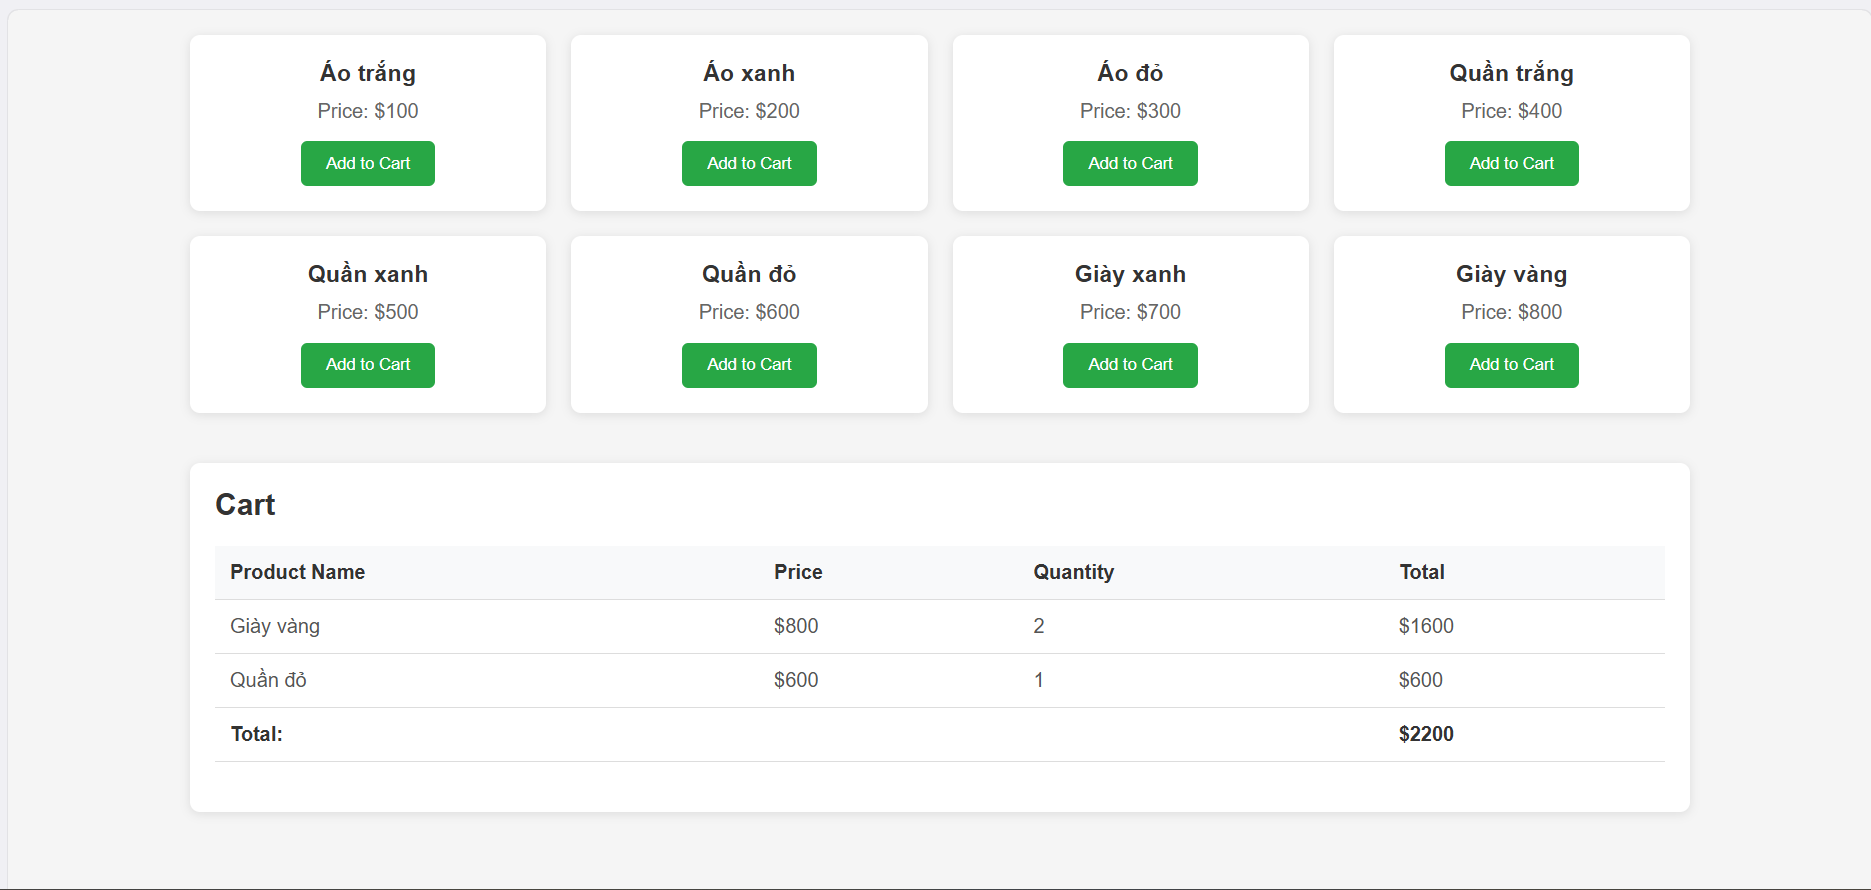 Áo trắng
Price: $100
Add to Cart
Áo xanh
Price: $200
Add to Cart
Áo đỏ
Price: $300
Add to Cart
Quần trắng
Price: $400
Add to Cart
Quần xanh
Price: $500
Add to Cart
Quần đỏ
Price: $600
Add to Cart
Giày xanh
Price: $700
Add to Cart
Giày vàng
Price: $800
Add to Cart
Cart
Product Name Price Quantity Total
Giày vàng $800 2 $1600
Quần đỏ $600 1 $600
Total: $2200